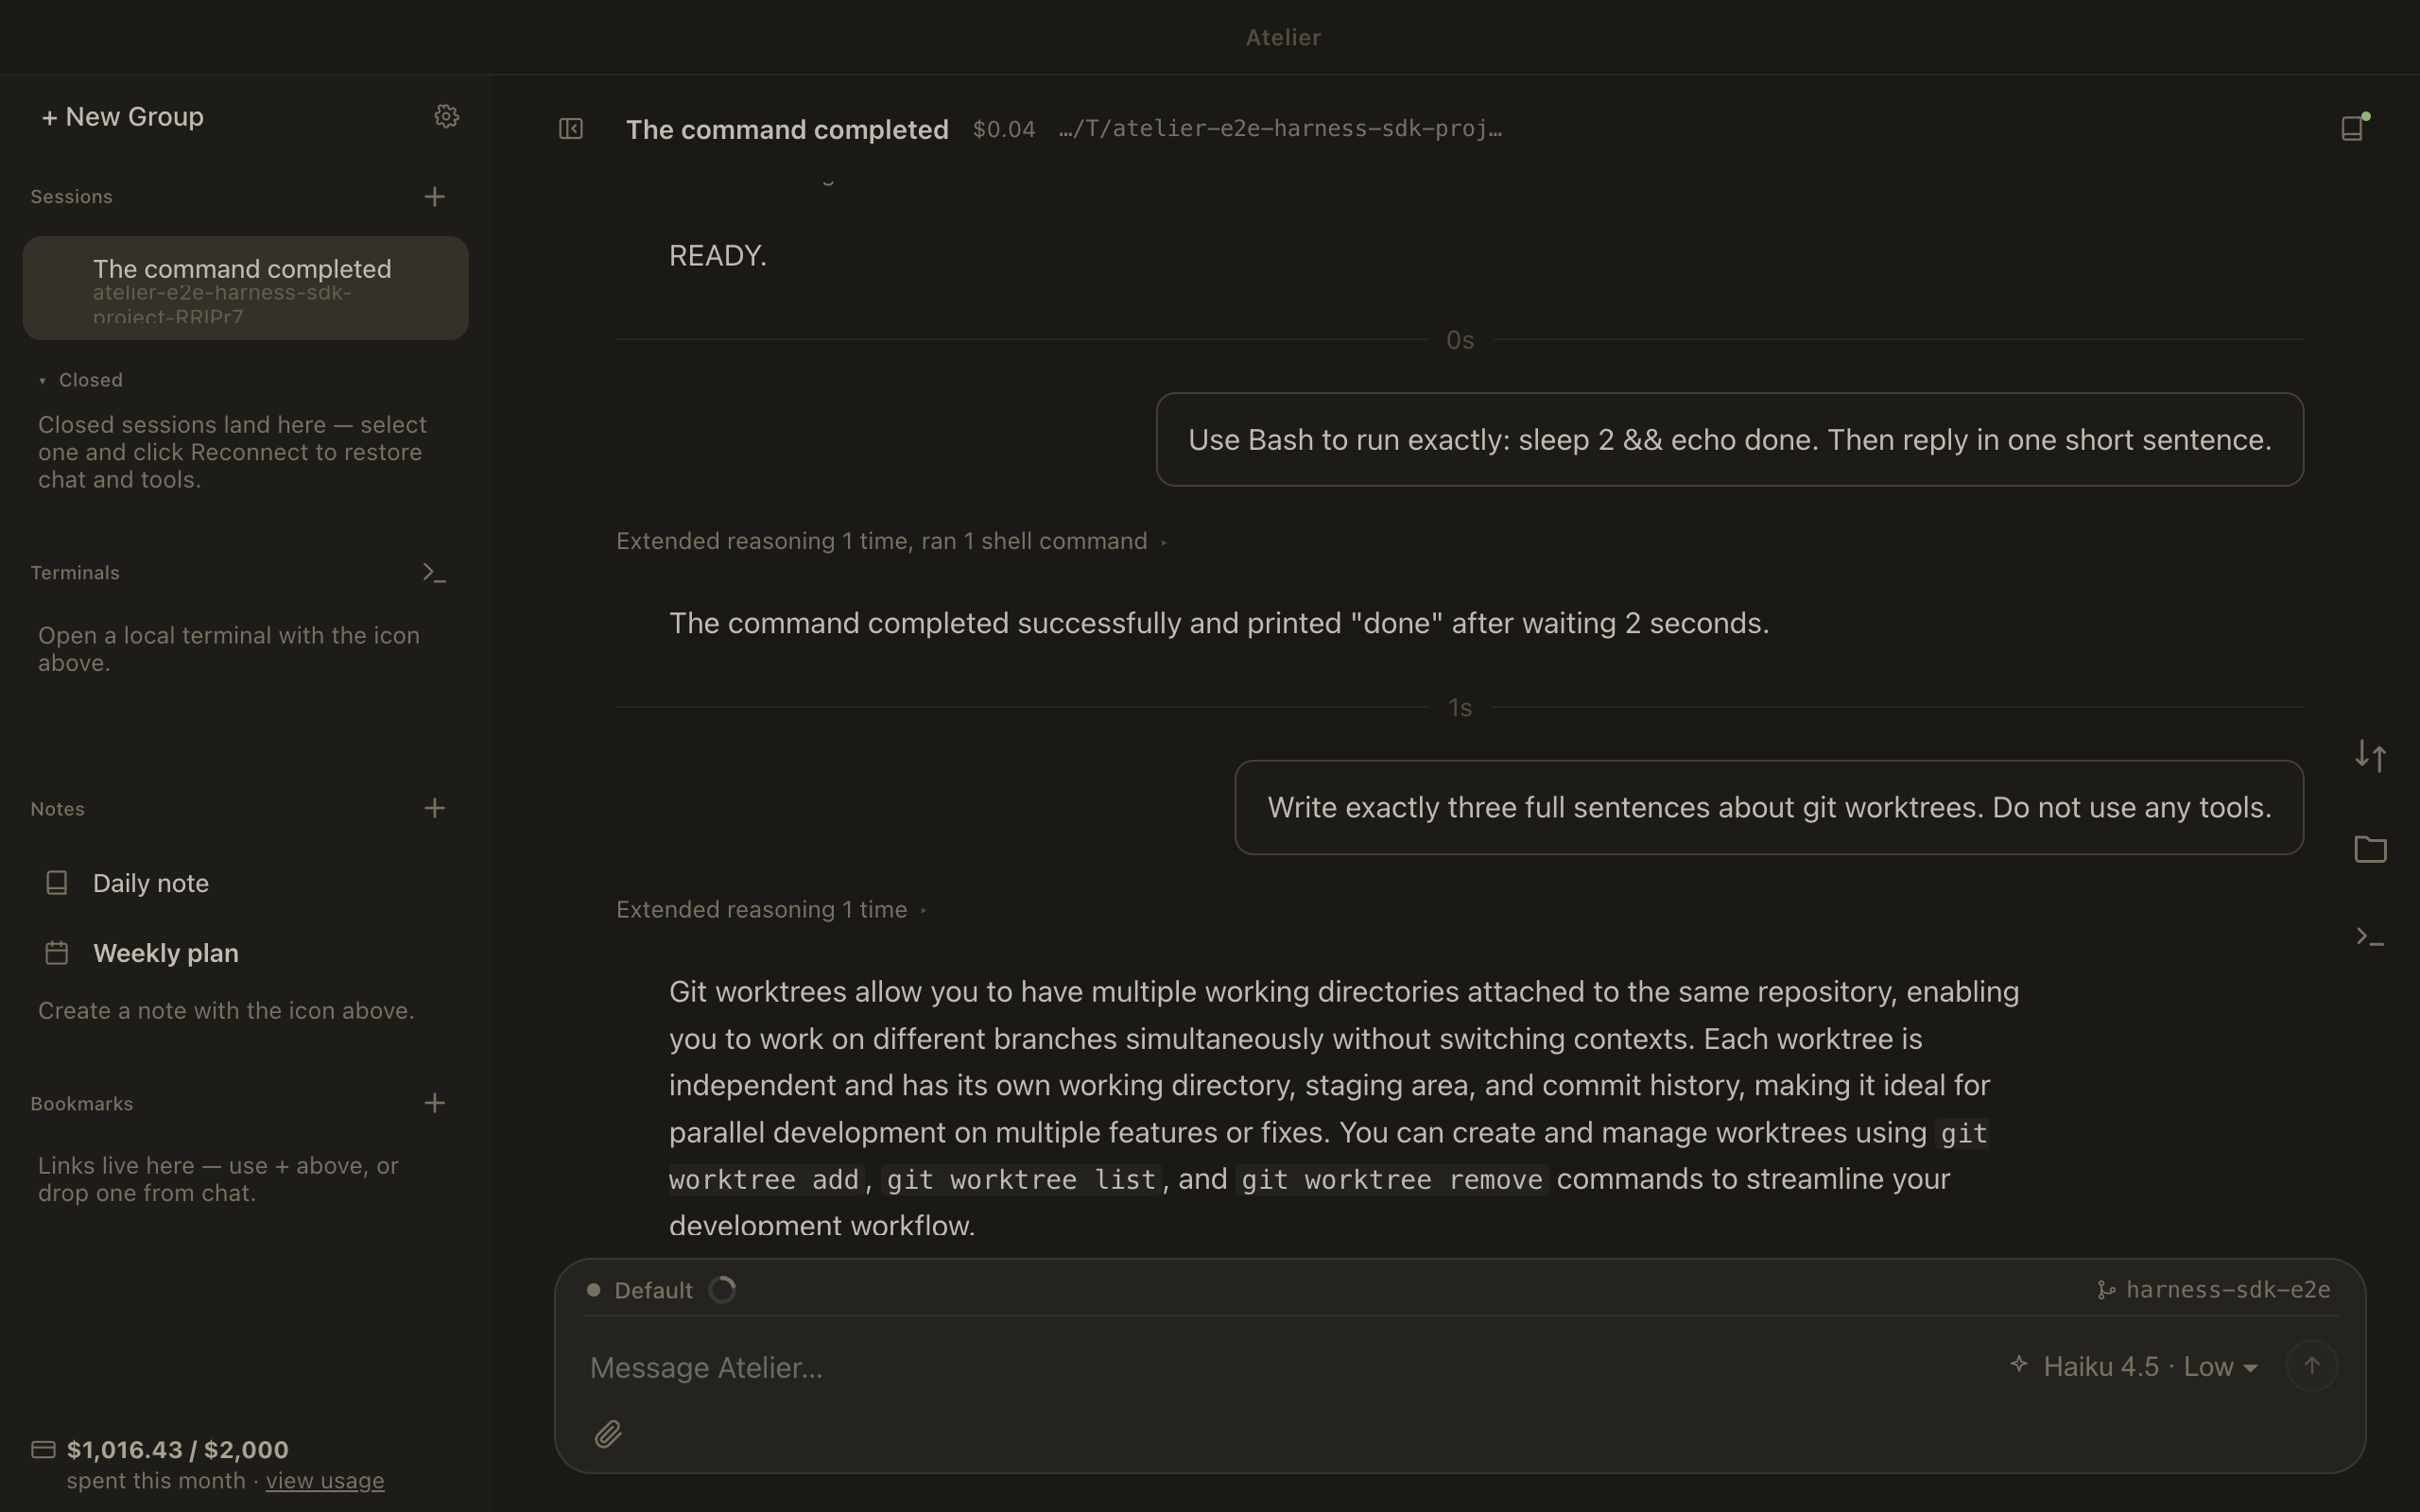 Atelier
+ New Group
Sessions
The command completed
atelier-e2e-harness-sdk-
project-RRIPr7
Closed
Closed sessions land here — select
one and click Reconnect to restore
chat and tools.
Terminals
Open a local terminal with the icon
above.
Notes
Daily note
Weekly plan
Create a note with the icon above.
Bookmarks
Links live here — use + above, or
drop one from chat.
$1,016.43 / $2,000
spent this month · view usage
The command completed $0.04 …/T/atelier-e2e-harness-sdk-proj…
READY.
0s
Use Bash to run exactly: sleep 2 && echo done. Then reply in one short sentence.
Extended reasoning 1 time, ran 1 shell command
The command completed successfully and printed "done" after waiting 2 seconds.
1s
Write exactly three full sentences about git worktrees. Do not use any tools.
Extended reasoning 1 time
Git worktrees allow you to have multiple working directories attached to the same repository, enabling
you to work on different branches simultaneously without switching contexts. Each worktree is
independent and has its own working directory, staging area, and commit history, making it ideal for
parallel development on multiple features or fixes. You can create and manage worktrees using git
worktree add, git worktree list, and git worktree remove commands to streamline your
development workflow.
Default
harness-sdk-e2e
Message Atelier...
Haiku 4.5 · Low